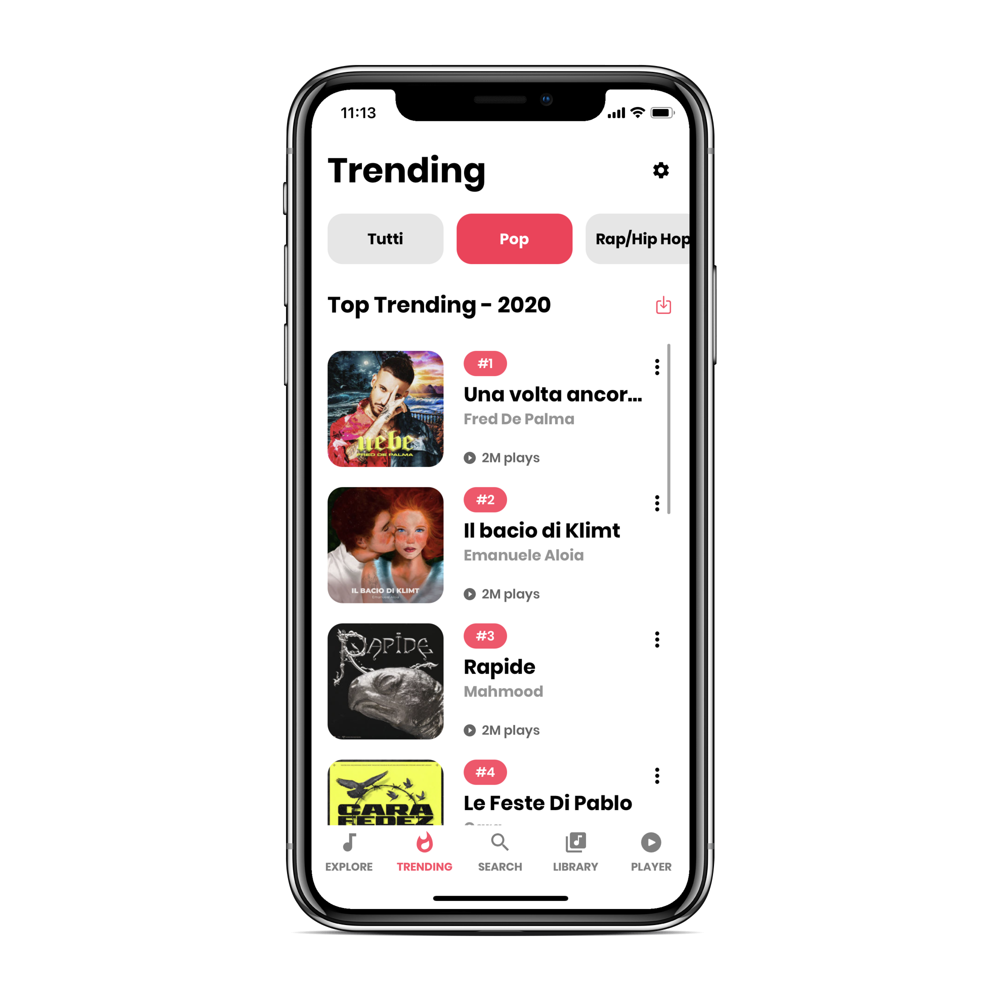 11:13
Trending
Tutti
Pop
Rap/Hip Hop
Top Trending - 2020
#1
Una volta ancor...
Fred De Palma
2M plays
uebe
FRED DE PALMA
#2
Il bacio di Klimt
Emanuele Aloia
2M plays
IL BACIO DI KLIMT
Emanuele Aloia
#3
Rapide
Mahmood
2M plays
RAPIDE
#4
Le Feste Di Pablo
CARA
FEDEZ
EXPLORE
TRENDING
SEARCH
LIBRARY
PLAYER